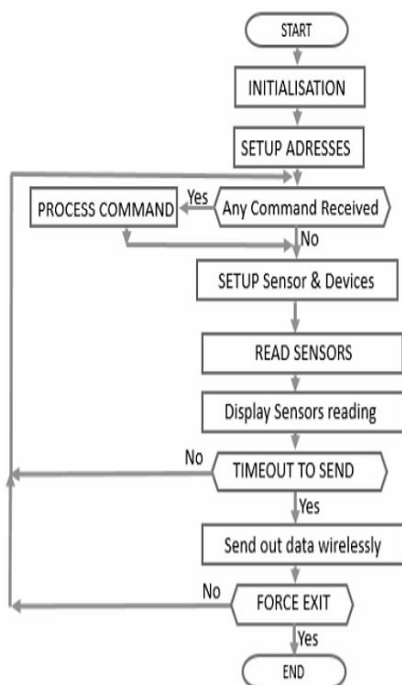 START
INITIALISATION
SETUP ADRESSES
Any Command Received
Yes
PROCESS COMMAND
No
SETUP Sensor & Devices
READ SENSORS
Display Sensors reading
TIMEOUT TO SEND
No
Yes
Send out data wirelessly
FORCE EXIT
No
Yes
END